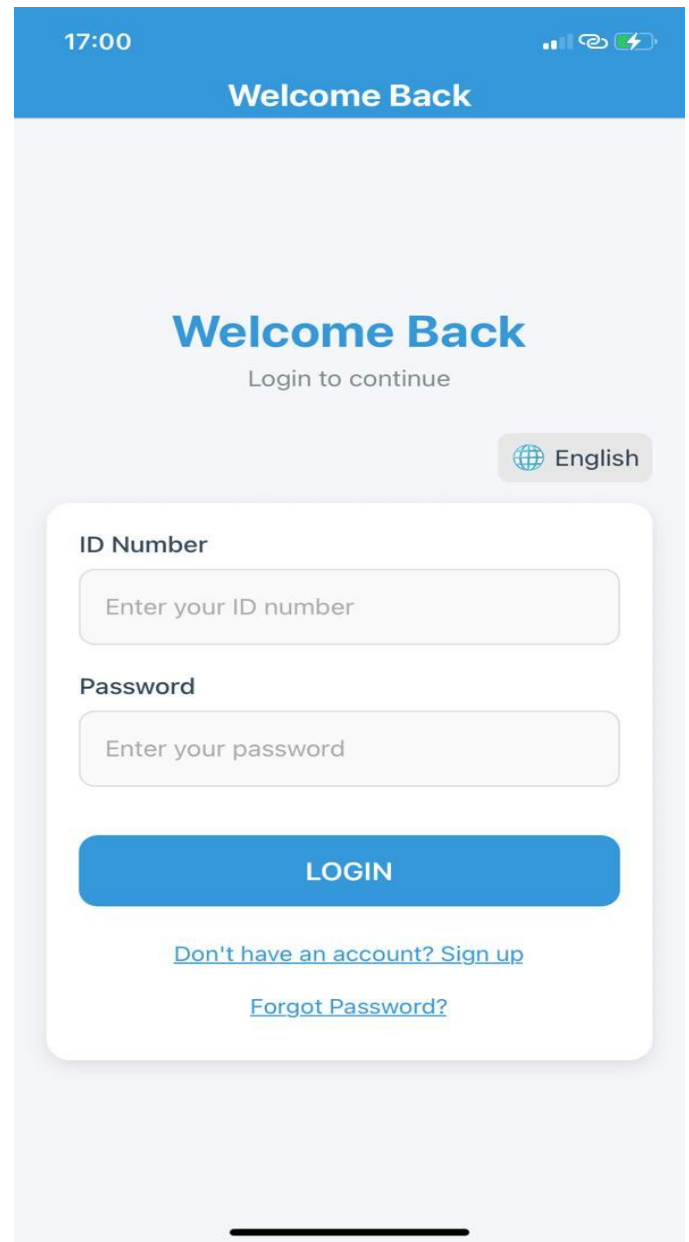 17:00
Welcome Back
Welcome Back
Login to continue
English
ID Number
Enter your ID number
Password
Enter your password
LOGIN
Don't have an account? Sign up
Forgot Password?